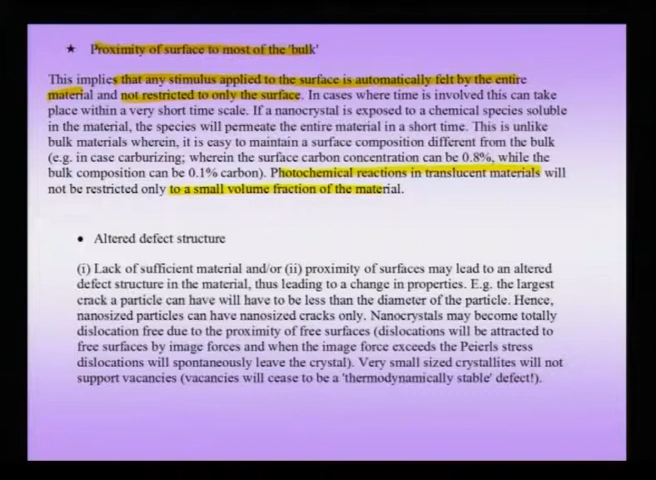 ★ Proximity of surface to most of the 'bulk'
This implies that any stimulus applied to the surface is automatically felt by the entire
material and not restricted to only the surface. In cases where time is involved this can take
place within a very short time scale. If a nanocrystal is exposed to a chemical species soluble
in the material, the species will permeate the entire material in a short time. This is unlike
bulk materials wherein, it is easy to maintain a surface composition different from the bulk
(e.g. in case carburizing; wherein the surface carbon concentration can be 0.8%, while the
bulk composition can be 0.1% carbon). Photochemical reactions in translucent materials will
not be restricted only to a small volume fraction of the material.
• Altered defect structure
(i) Lack of sufficient material and/or (ii) proximity of surfaces may lead to an altered
defect structure in the material, thus leading to a change in properties. E.g. the largest
crack a particle can have will have to be less than the diameter of the particle. Hence,
nanosized particles can have nanosized cracks only. Nanocrystals may become totally
dislocation free due to the proximity of free surfaces (dislocations will be attracted to
free surfaces by image forces and when the image force exceeds the Peierls stress
dislocations will spontaneously leave the crystal). Very small sized crystallites will not
support vacancies (vacancies will cease to be a 'thermodynamically stable' defect!).